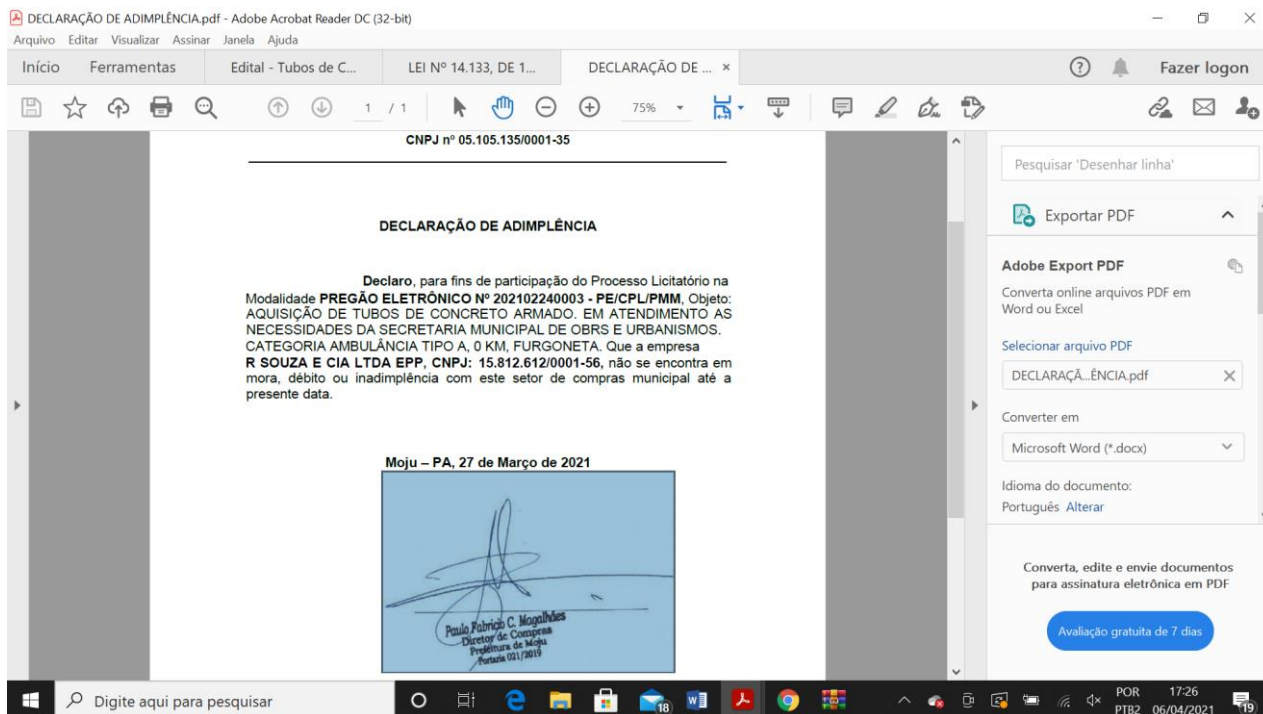 DECLARAÇÃO DE ADIMPLÊNCIA.pdf - Adobe Acrobat Reader DC (32-bit)
Arquivo Editar Visualizar Assinar Janela Ajuda
Início Ferramentas Edital - Tubos de C... LEI Nº 14.133, DE 1... DECLARAÇÃO DE ... × Fazer logon
1 / 1 75%
CNPJ nº 05.105.135/0001-35
DECLARAÇÃO DE ADIMPLÊNCIA
Declaro, para fins de participação do Processo Licitatório na
Modalidade PREGÃO ELETRÔNICO Nº 202102240003 - PE/CPL/PMM, Objeto:
AQUISIÇÃO DE TUBOS DE CONCRETO ARMADO. EM ATENDIMENTO AS
NECESSIDADES DA SECRETARIA MUNICIPAL DE OBRS E URBANISMOS.
CATEGORIA AMBULÂNCIA TIPO A, 0 KM, FURGONETA. Que a empresa
R SOUZA E CIA LTDA EPP, CNPJ: 15.812.612/0001-56, não se encontra em
mora, débito ou inadimplência com este setor de compras municipal até a
presente data.
Moju – PA, 27 de Março de 2021
Paulo Fabricio C. Magalhães
Diretor de Compras
Prefeitura de Moju
Portaria 021/2019
Pesquisar 'Desenhar linha'
Exportar PDF
Adobe Export PDF
Converta online arquivos PDF em
Word ou Excel
Selecionar arquivo PDF
DECLARAÇÃ...ÊNCIA.pdf
Converter em
Microsoft Word (*.docx)
Idioma do documento:
Português Alterar
Converta, edite e envie documentos
para assinatura eletrônica em PDF
Avaliação gratuita de 7 dias
Digite aqui para pesquisar
18
POR
PTB2
17:26
06/04/2021
19